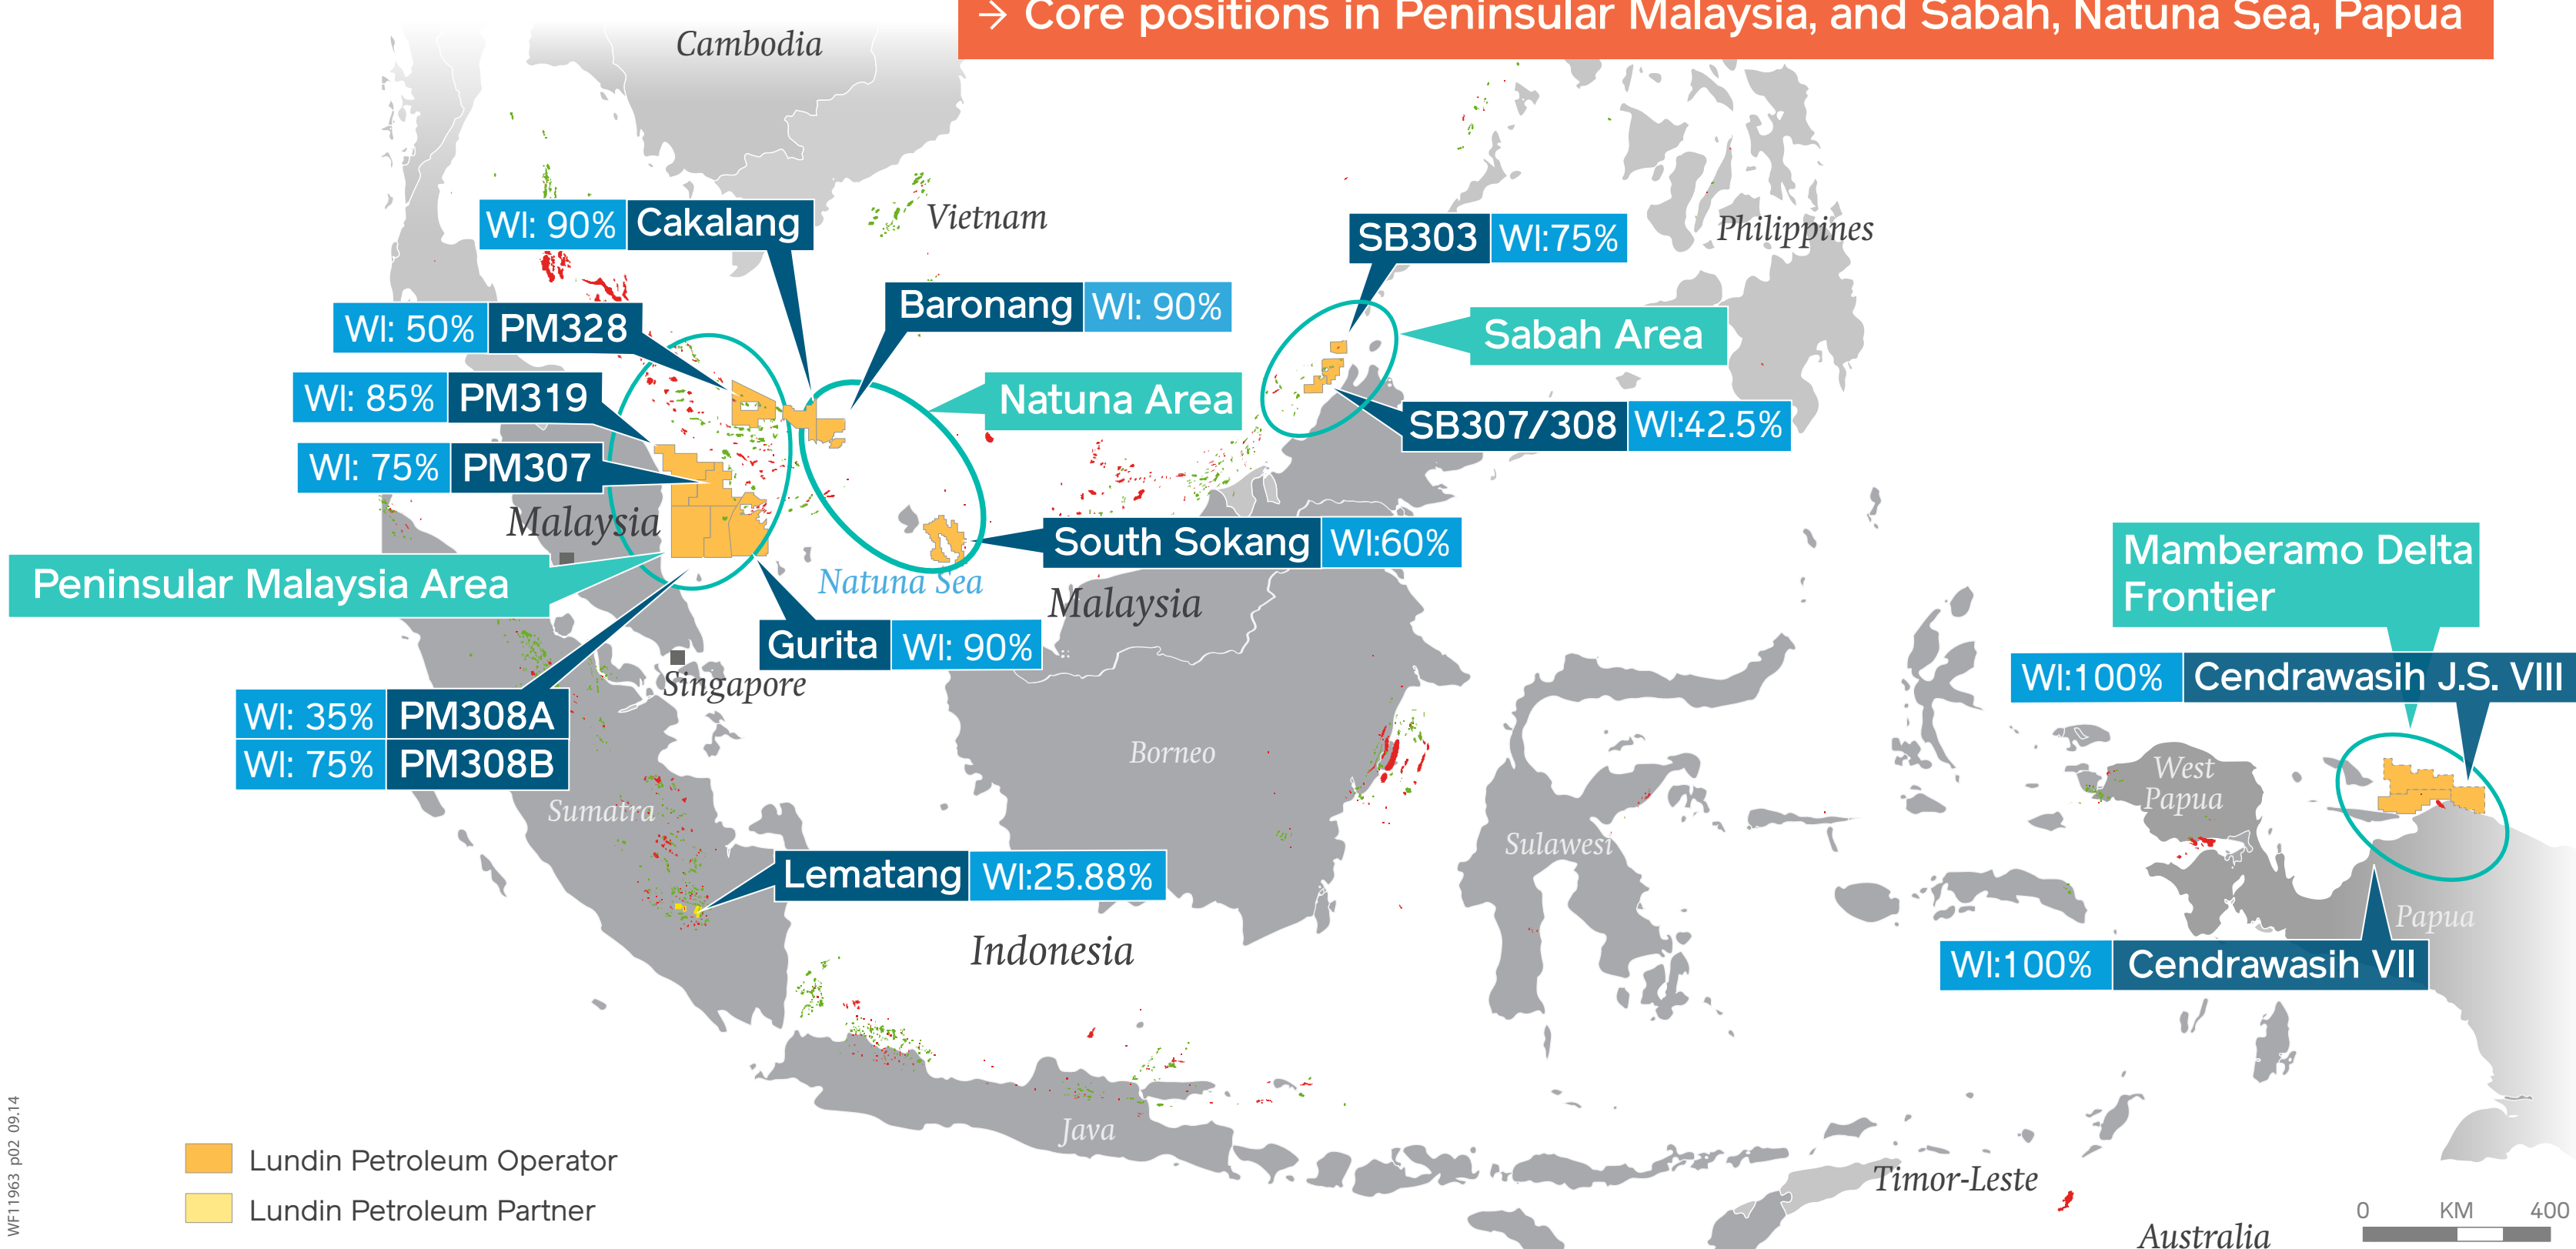 → Core positions in Peninsular Malaysia, and Sabah, Natuna Sea, Papua
Cambodia
Vietnam
Philippines
WI: 90% Cakalang
SB303 WI:75%
Baronang WI: 90%
WI: 50% PM328
Sabah Area
WI: 85% PM319
Natuna Area
SB307/308 WI:42.5%
WI: 75% PM307
Malaysia
South Sokang WI:60%
Peninsular Malaysia Area
Natuna Sea
Malaysia
Mamberamo Delta
Frontier
Gurita WI: 90%
Singapore
WI:100% Cendrawasih J.S. VIII
WI: 35% PM308A
WI: 75% PM308B
Borneo
West
Papua
Sumatra
Sulawesi
Lematang WI:25.88%
Papua
Indonesia
WI:100% Cendrawasih VII
Java
Timor-Leste
Australia
Lundin Petroleum Operator
Lundin Petroleum Partner
0 KM 400
WF11963 p02 09.14